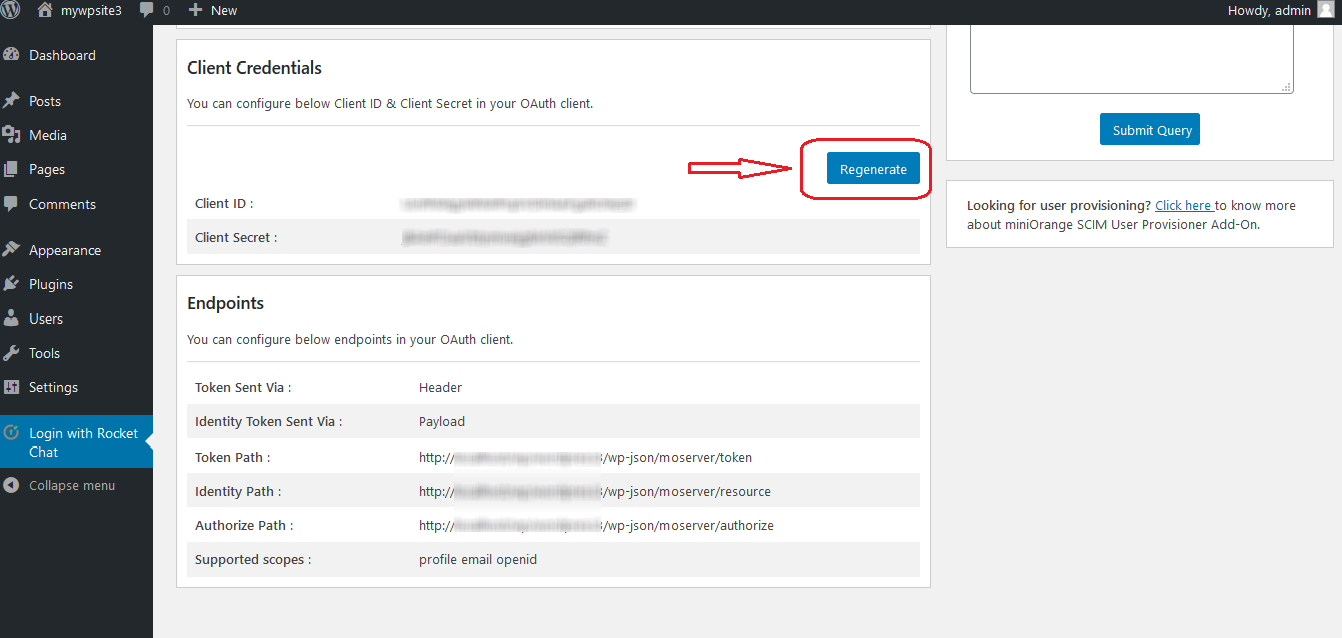 mywpsite3 0 New Howdy, admin
Dashboard
Posts
Media
Pages
Comments
Appearance
Plugins
Users
Tools
Settings
Login with Rocket
Chat
Collapse menu
Client Credentials
You can configure below Client ID & Client Secret in your OAuth client.
Regenerate
Client ID :
Client Secret :
Endpoints
You can configure below endpoints in your OAuth client.
Token Sent Via : Header
Identity Token Sent Via : Payload
Token Path : http:// /wp-json/moserver/token
Identity Path : http:// /wp-json/moserver/resource
Authorize Path : http:// /wp-json/moserver/authorize
Supported scopes : profile email openid
Submit Query
Looking for user provisioning? Click here to know more
about miniOrange SCIM User Provisioner Add-On.